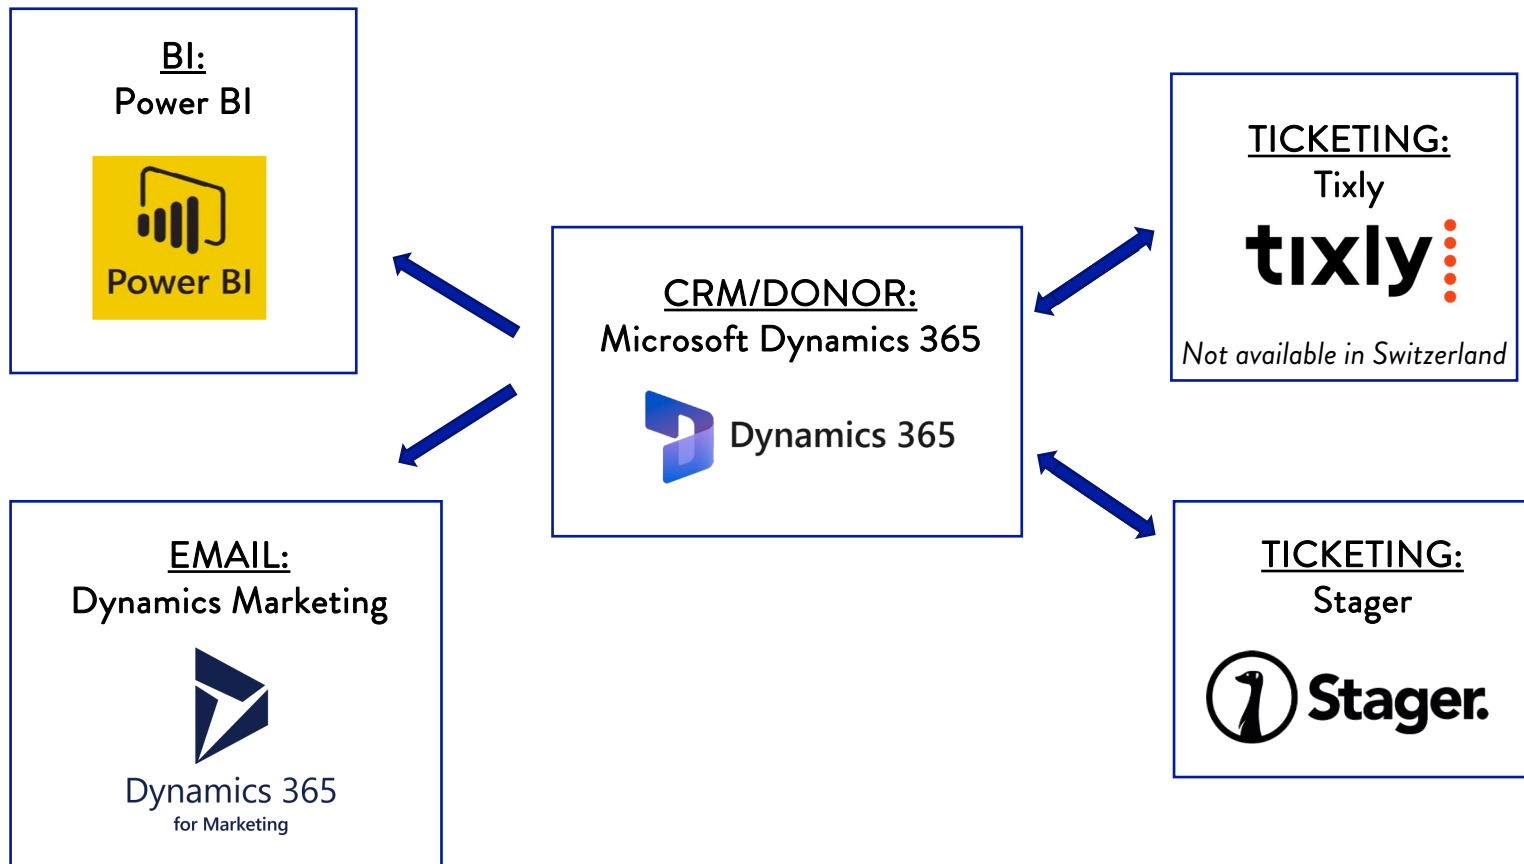 BI:
Power BI
Power BI
TICKETING:
Tixly
tixly
Not available in Switzerland
CRM/DONOR:
Microsoft Dynamics 365
Dynamics 365
EMAIL:
Dynamics Marketing
Dynamics 365
for Marketing
TICKETING:
Stager
Stager.